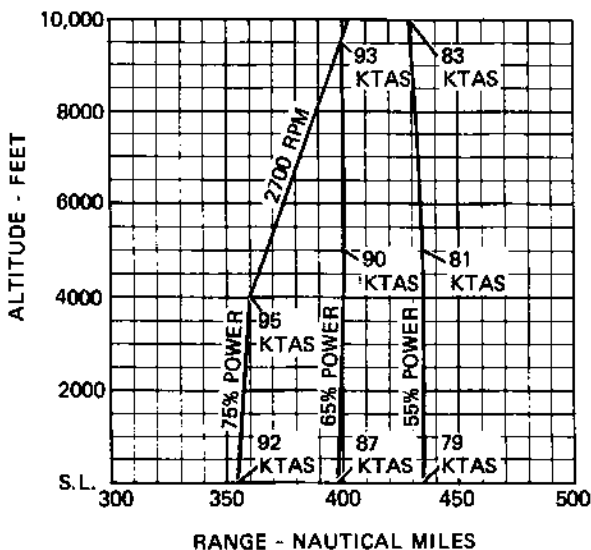 10,000
8000
6000
4000
2000
S.L.
ALTITUDE - FEET
93
KTAS
83
KTAS
2700 RPM
90
KTAS
81
KTAS
95
KTAS
75% POWER
65% POWER
55% POWER
92
KTAS
87
KTAS
79
KTAS
300
350
400
450
500
RANGE - NAUTICAL MILES